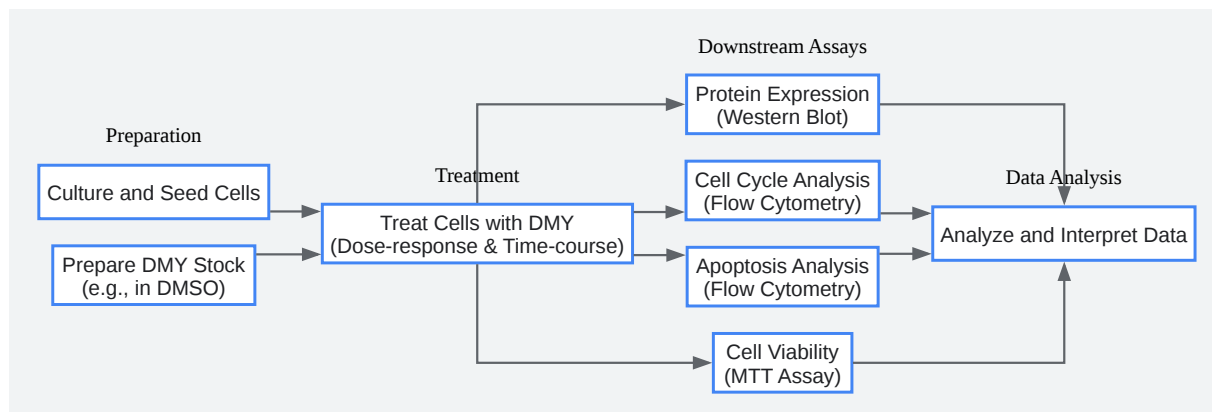 Preparation
Culture and Seed Cells
Prepare DMY Stock
(e.g., in DMSO)
Treatment
Treat Cells with DMY
(Dose-response & Time-course)
Downstream Assays
Protein Expression
(Western Blot)
Cell Cycle Analysis
(Flow Cytometry)
Apoptosis Analysis
(Flow Cytometry)
Cell Viability
(MTT Assay)
Data Analysis
Analyze and Interpret Data